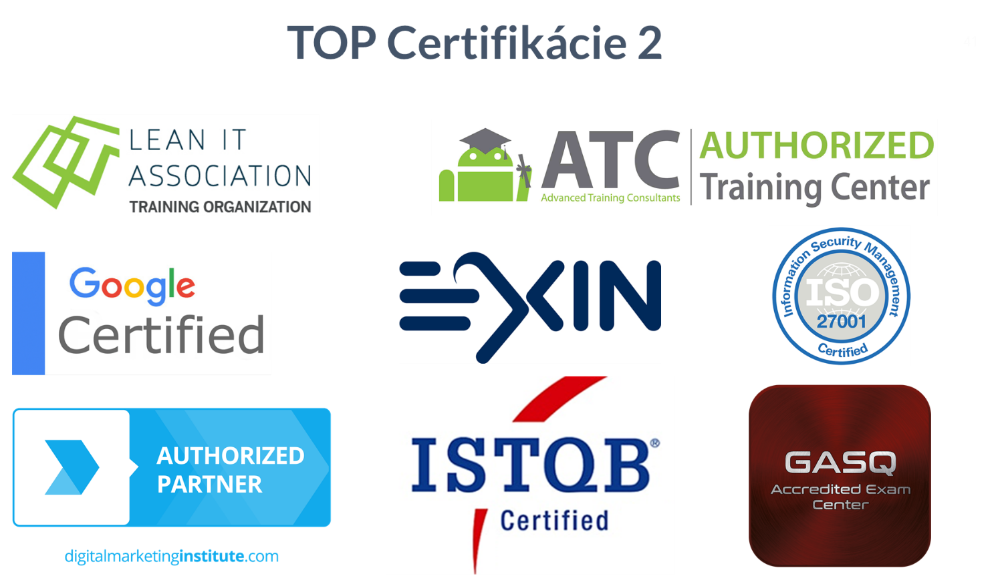 TOP Certifikácie 2
LEAN IT
ASSOCIATION
TRAINING ORGANIZATION
ATC
Advanced Training Consultants
AUTHORIZED
Training Center
Google
Certified
EXIN
Information Security Management
ISO
27001
Certified
AUTHORIZED
PARTNER
digitalmarketinginstitute.com
ISTQB®
Certified
GASQ
Accredited Exam
Center